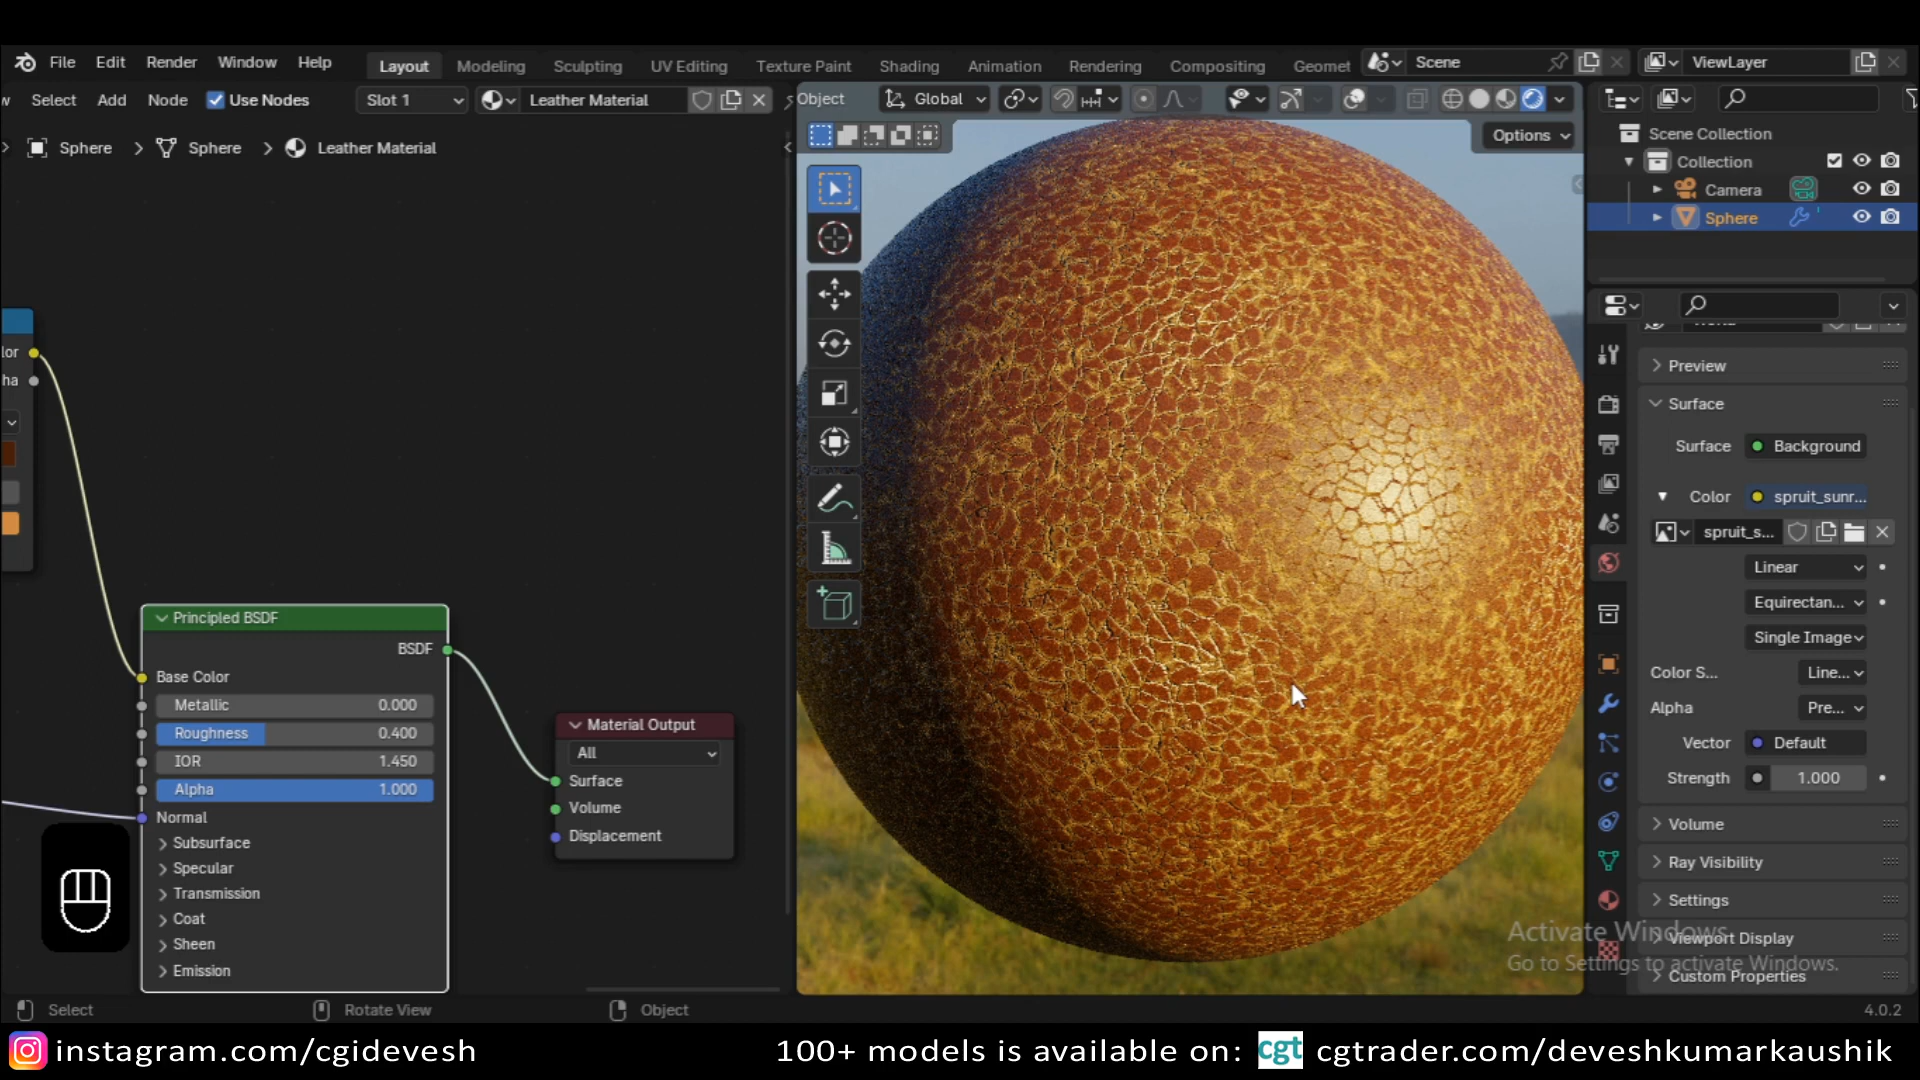 File Edit Render Window Help Layout Modeling Sculpting UV Editing Texture Paint Shading Animation Rendering Compositing Geomet Scene ViewLayer
w Select Add Node Use Nodes Slot 1 Leather Material Object Global
Options
Sphere Sphere Leather Material
Scene Collection
Collection
Camera
Sphere
lor
ha
Principled BSDF
BSDF
Base Color
Metallic 0.000
Roughness 0.400
IOR 1.450
Alpha 1.000
Normal
Subsurface
Specular
Transmission
Coat
Sheen
Emission
Material Output
All
Surface
Volume
Displacement
Preview
Surface
Surface Background
Color spruit_sunr...
spruit_s...
Linear
Equirectan...
Single Image
Color S... Line...
Alpha Pre...
Vector Default
Strength 1.000
Volume
Ray Visibility
Settings
Viewport Display
Custom Properties
Activate Windows
Go to Settings to activate Windows.
Select Rotate View Object 4.0.2
instagram.com/cgidevesh 100+ models is available on: cgt cgtrader.com/deveshkumarkaushik